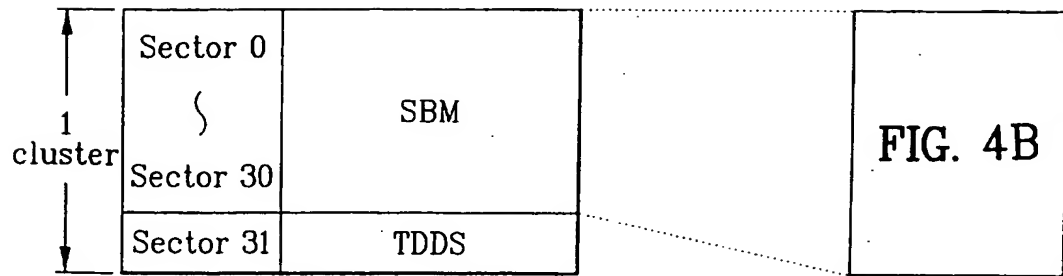 1
cluster
Sector 0
Sector 30
SBM
Sector 31
TDDS
FIG. 4B